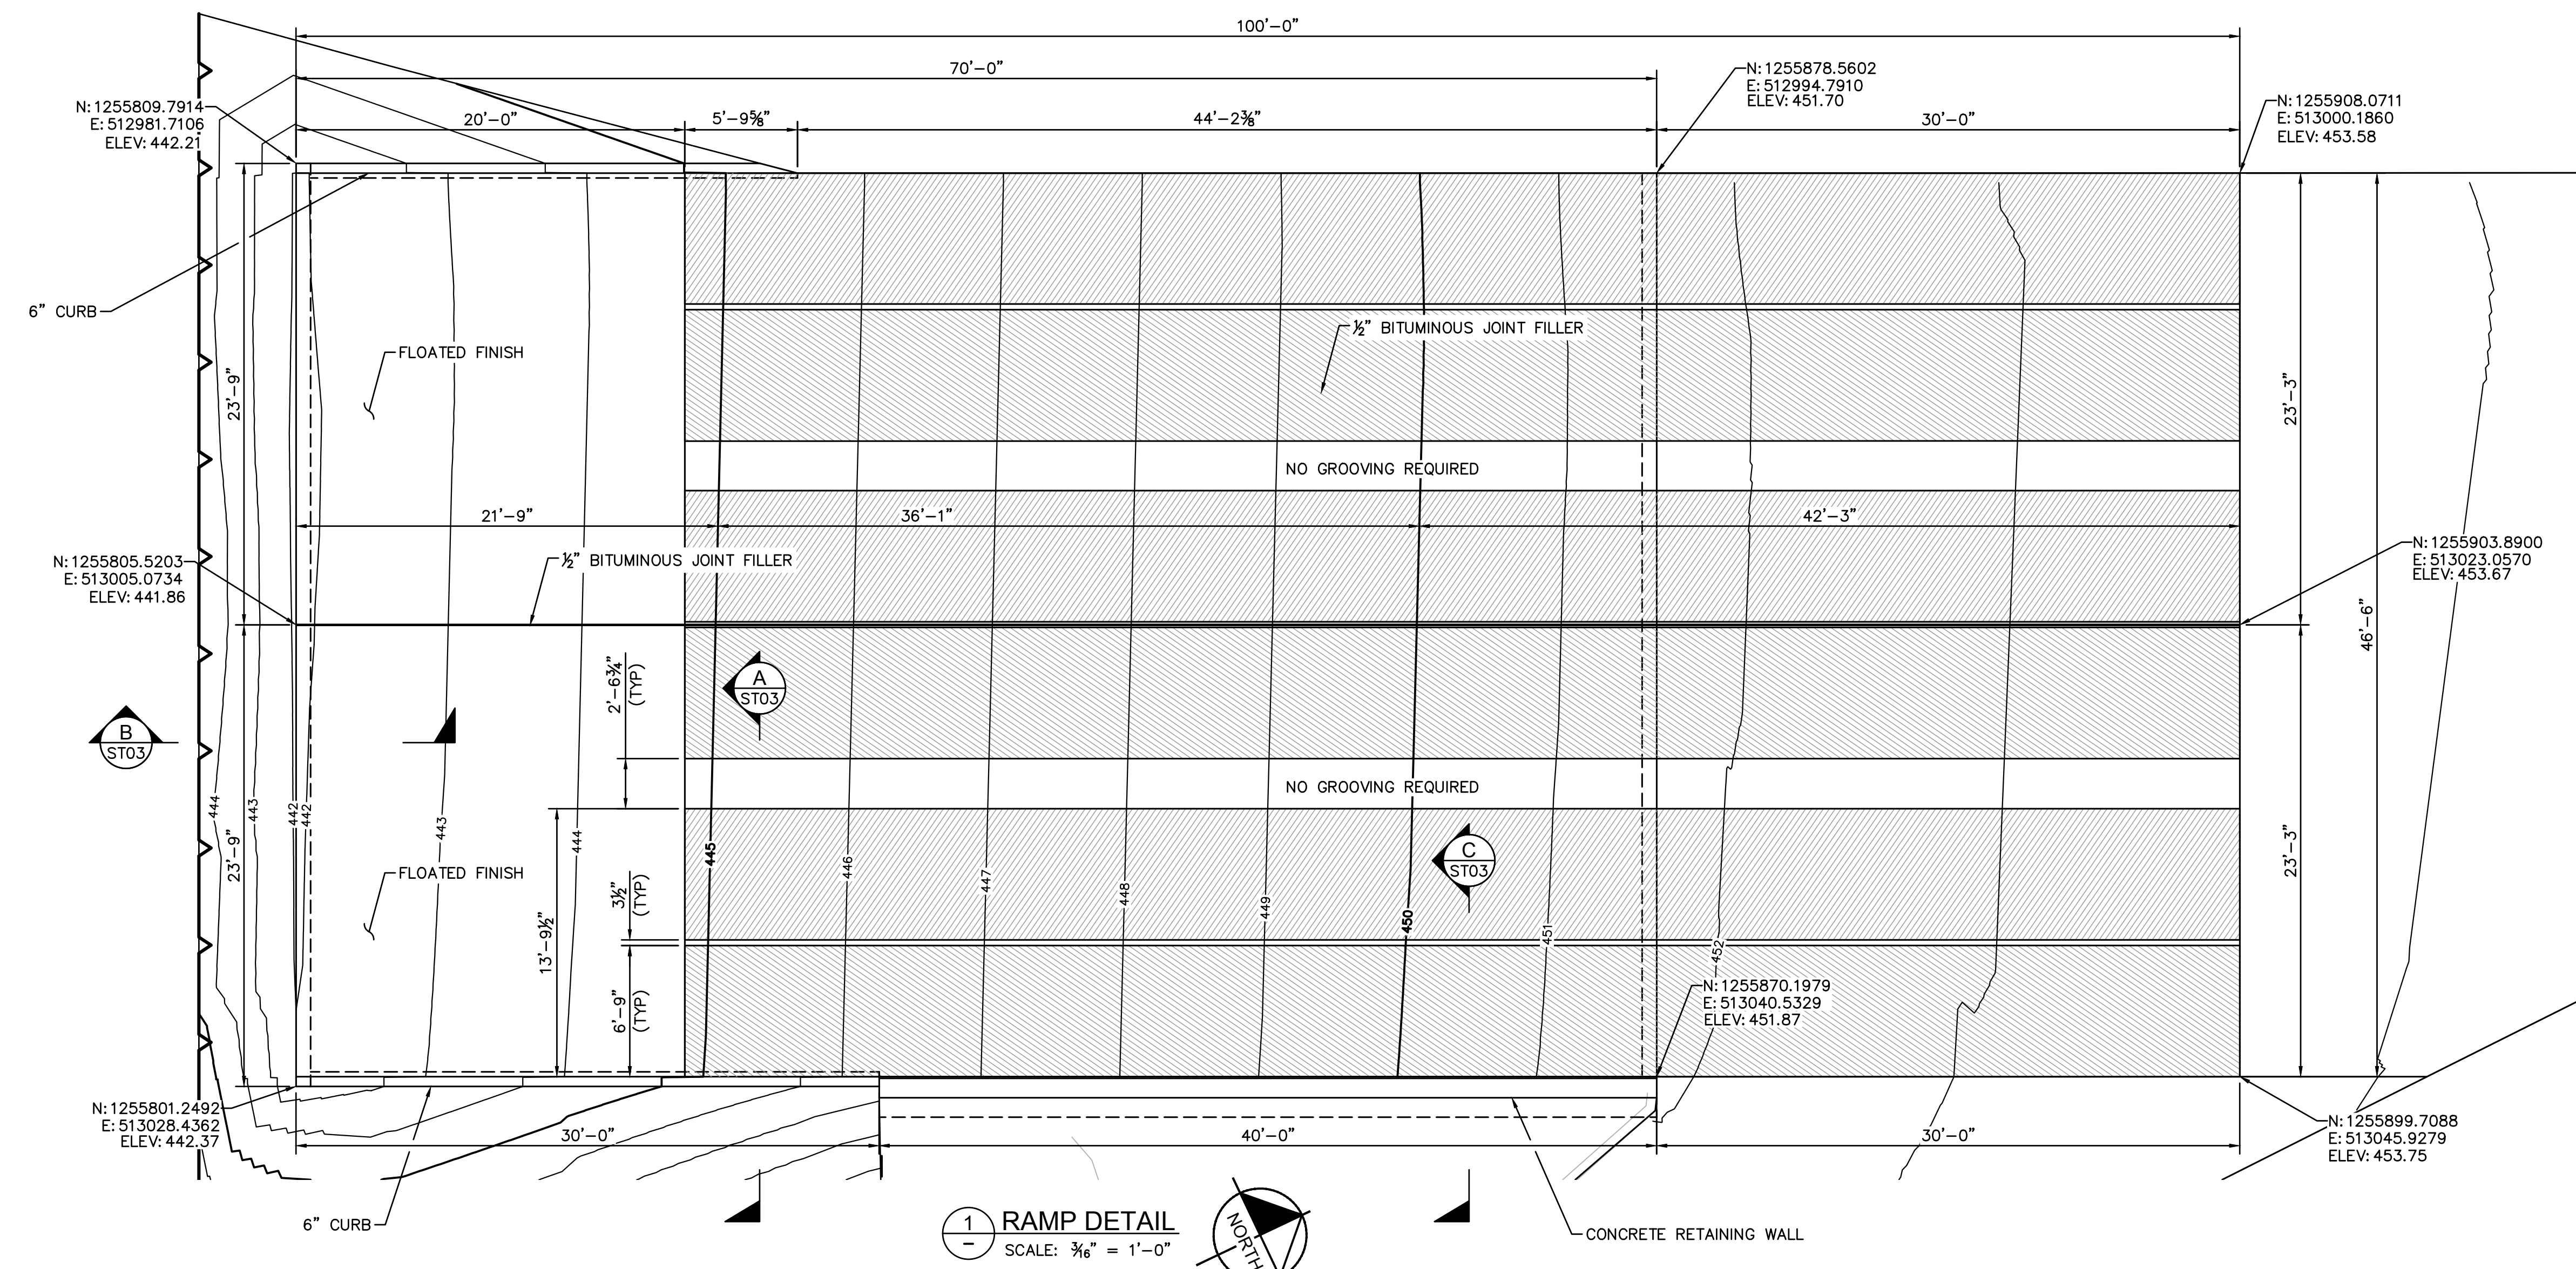 100'-0"
70'-0"
N: 1255878.5602
E: 512994.7910
ELEV: 451.70
N: 1255908.0711
E: 513000.1860
ELEV: 453.58
N: 1255809.7914
E: 512981.7106
ELEV: 442.21
20'-0"
5'-9⅝"
44'-2⅜"
30'-0"
6" CURB
FLOATED FINISH
½" BITUMINOUS JOINT FILLER
23'-9"
23'-3"
NO GROOVING REQUIRED
21'-9"
36'-1"
42'-3"
N: 1255805.5203
E: 513005.0734
ELEV: 441.86
½" BITUMINOUS JOINT FILLER
N: 1255903.8900
E: 513023.0570
ELEV: 453.67
46'-6"
2'-6¾"
(TYP)
A
ST03
B
ST03
NO GROOVING REQUIRED
444
443
442
442
443
444
445
446
447
448
449
450
451
452
C
ST03
23'-9"
23'-3"
FLOATED FINISH
13'-9½"
3½"
(TYP)
6'-9"
(TYP)
N: 1255870.1979
E: 513040.5329
ELEV: 451.87
N: 1255801.2492
E: 513028.4362
ELEV: 442.37
30'-0"
40'-0"
30'-0"
N: 1255899.7088
E: 513045.9279
ELEV: 453.75
6" CURB
1
–
RAMP DETAIL
SCALE: 3⁄16" = 1'-0"
NORTH
CONCRETE RETAINING WALL